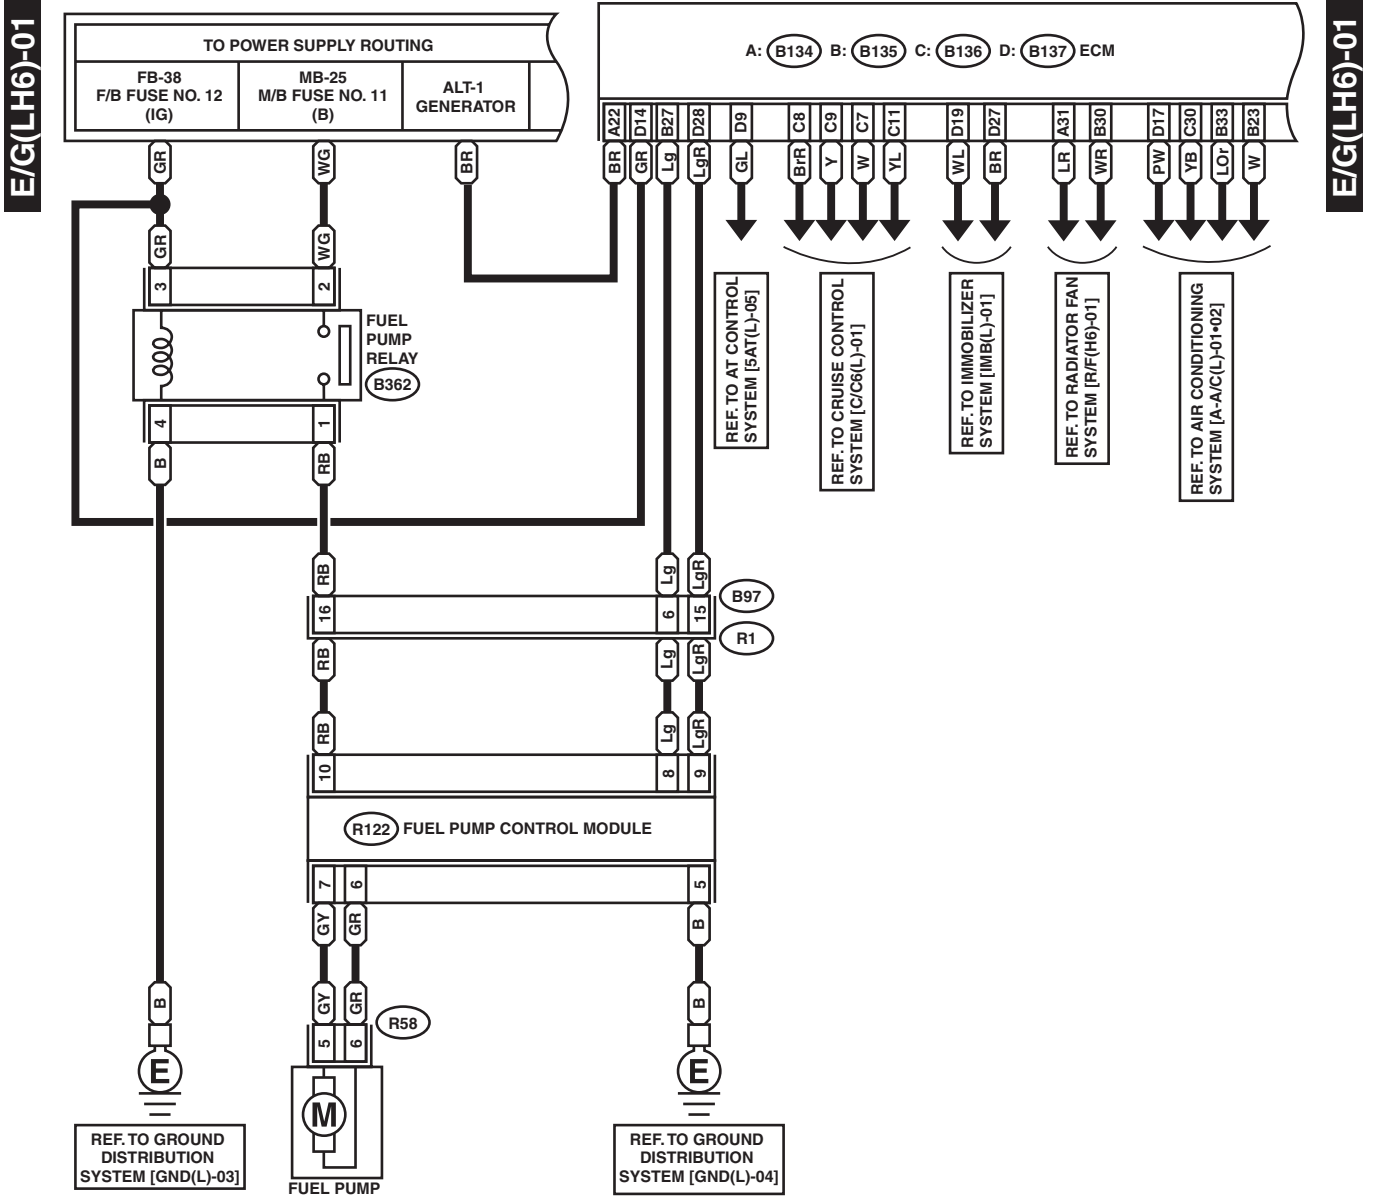 E/G(LH6)-01
TO POWER SUPPLY ROUTING
FB-38
F/B FUSE NO. 12
(IG)
MB-25
M/B FUSE NO. 11
(B)
ALT-1
GENERATOR
A: B134 B: B135 C: B136 D: B137 ECM
E/G(LH6)-01
A22 D14 B27 D28 D9 C8 C9 C7 C11 D19 D27 A31 B30 D17 C30 B33 B23
GR WG BR BR GR Lg LgR GL BrR Y W YL WL BR LR WR PW YB LOr W
GR WG
3 2
FUEL
PUMP
RELAY
B362
4 1
B RB
REF. TO AT CONTROL
SYSTEM [5AT(L)-05]
REF. TO CRUISE CONTROL
SYSTEM [C/C6(L)-01]
REF. TO IMMOBILIZER
SYSTEM [IMB(L)-01]
REF. TO RADIATOR FAN
SYSTEM [R/F(H6)-01]
REF. TO AIR CONDITIONING
SYSTEM [A-A/C(L)-01•02]
RB Lg LgR
16 6 15
B97
R1
RB Lg LgR
RB Lg LgR
10 8 9
R122 FUEL PUMP CONTROL MODULE
7 6 5
GY GR B
B GY GR B
R58
5 6
E
M
E
REF. TO GROUND
DISTRIBUTION
SYSTEM [GND(L)-03]
FUEL PUMP
REF. TO GROUND
DISTRIBUTION
SYSTEM [GND(L)-04]